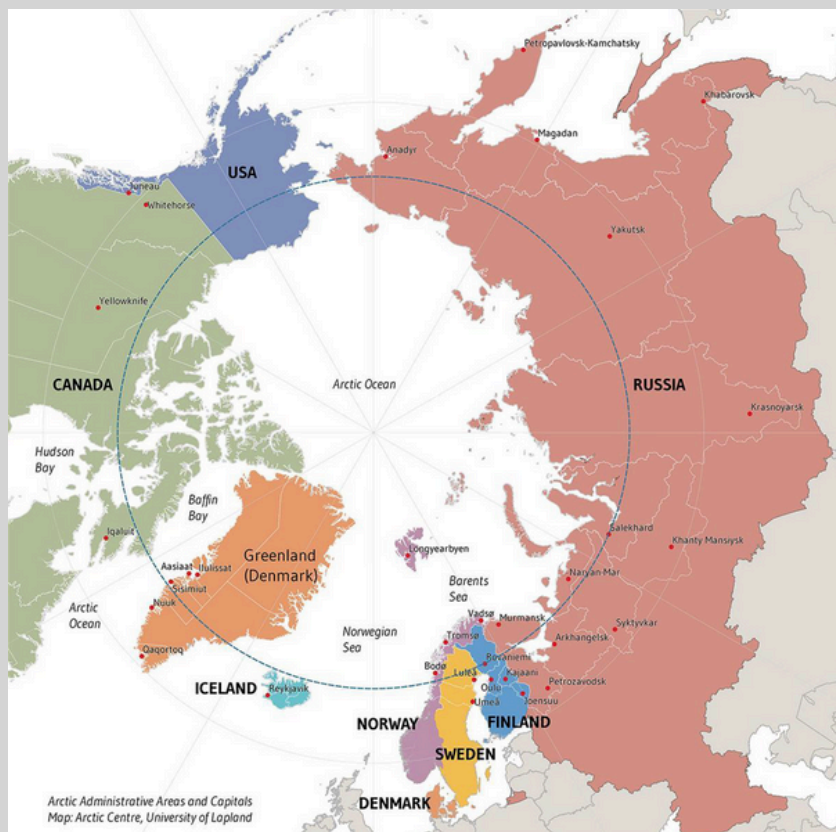 Petropavlovsk-Kamchatsky
Khabarovsk
Magadan
Anadyr
USA
Juneau
Whitehorse
Yakutsk
Yellowknife
CANADA
Arctic Ocean
RUSSIA
Krasnoyarsk
Hudson
Bay
Baffin
Bay
Iqaluit
Greenland
(Denmark)
Salekhard
Khanty Mansiysk
Longyearbyen
Aasiaat
Ilulissat
Sisimiut
Nuuk
Barents
Sea
Naryan-Mar
Arctic
Ocean
Vadsø
Murmansk
Syktyvkar
Norwegian
Sea
Tromsø
Arkhangelsk
Qaqortoq
Rovaniemi
Bodø
Luleå
Oulu
Kajaani
Petrozavodsk
ICELAND
Reykjavik
Umeå
Joensuu
NORWAY
FINLAND
SWEDEN
DENMARK
Arctic Administrative Areas and Capitals
Map: Arctic Centre, University of Lapland